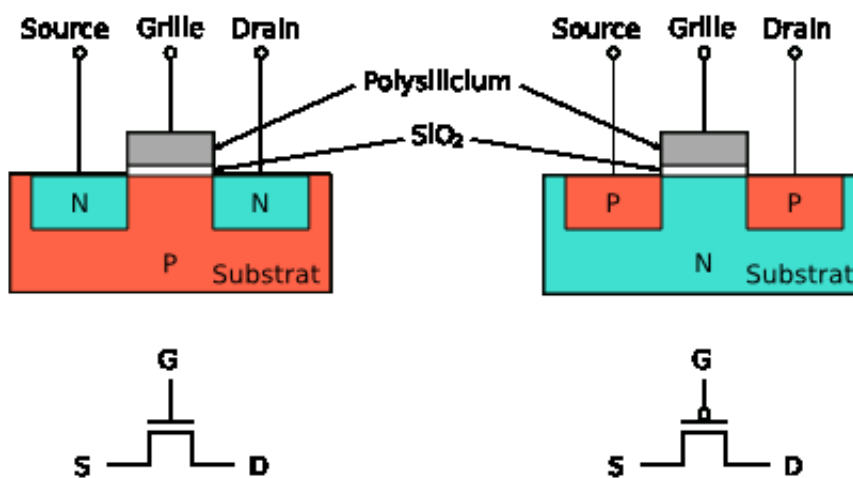 Source Grille Drain
Source Grille Drain
Polysilicium
SiO₂
N N
P
Substrat
P P
N
Substrat
G
S D
G
S D